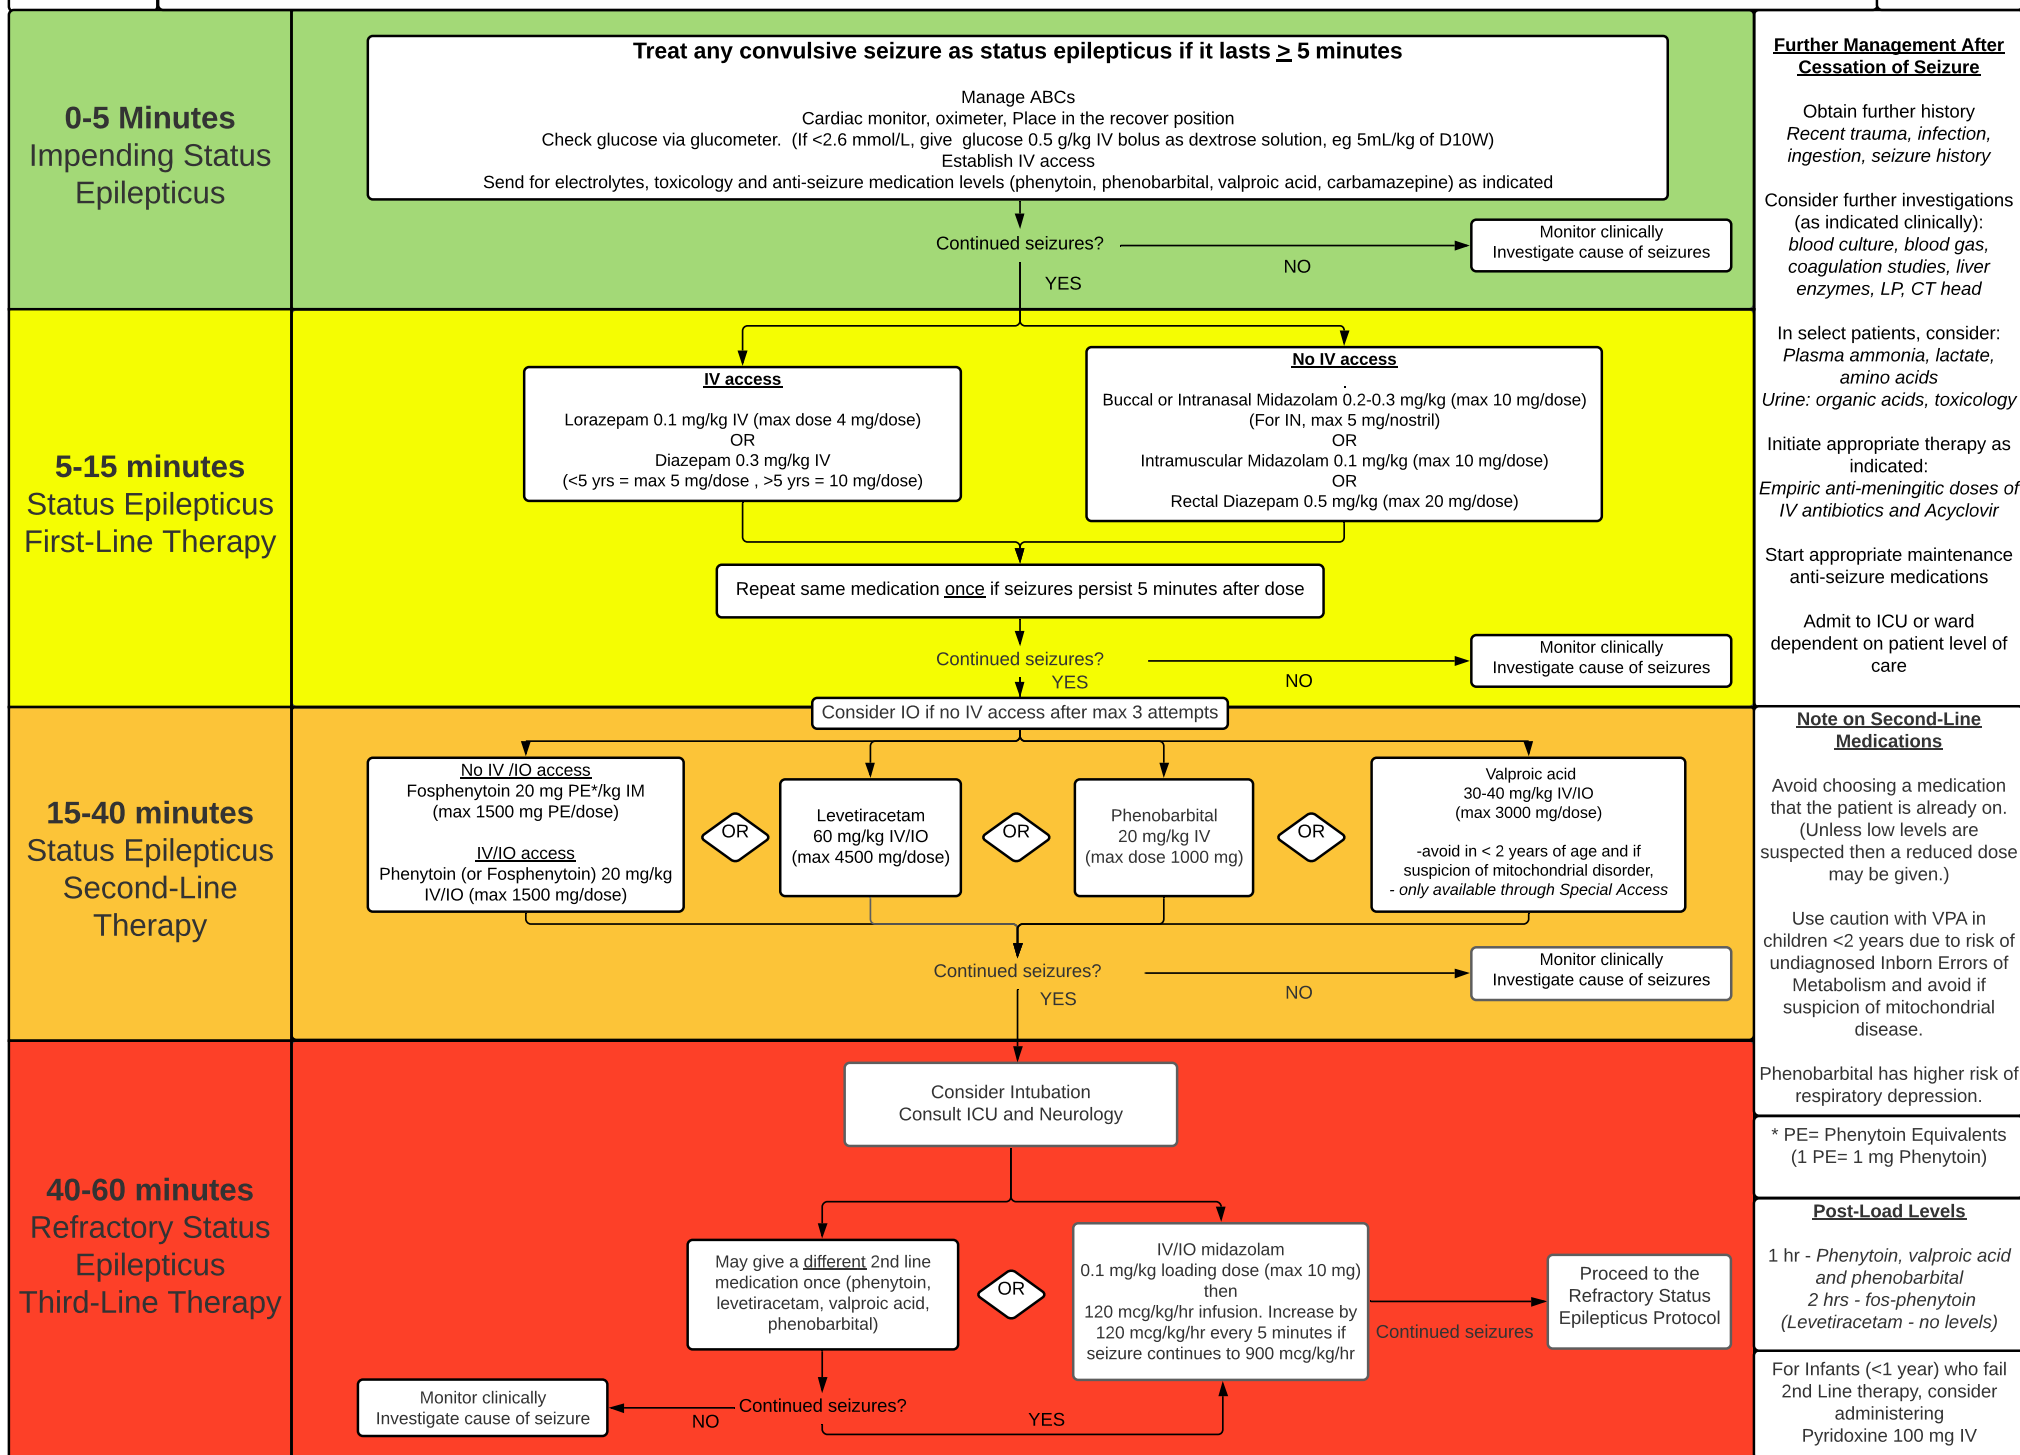 0-5 Minutes
Impending Status
Epilepticus
Treat any convulsive seizure as status epilepticus if it lasts > 5 minutes
Manage ABCs
Cardiac monitor, oximeter, Place in the recover position
Check glucose via glucometer.  (If <2.6 mmol/L, give  glucose 0.5 g/kg IV bolus as dextrose solution, eg 5mL/kg of D10W)
Establish IV access
Send for electrolytes, toxicology and anti-seizure medication levels (phenytoin, phenobarbital, valproic acid, carbamazepine) as indicated
Continued seizures?
NO
YES
Monitor clinically
Investigate cause of seizures
5-15 minutes
Status Epilepticus
First-Line Therapy
IV access
Lorazepam 0.1 mg/kg IV (max dose 4 mg/dose)
OR
Diazepam 0.3 mg/kg IV
(<5 yrs = max 5 mg/dose , >5 yrs = 10 mg/dose)
No IV access
.
Buccal or Intranasal Midazolam 0.2-0.3 mg/kg (max 10 mg/dose)
(For IN, max 5 mg/nostril)
OR
Intramuscular Midazolam 0.1 mg/kg (max 10 mg/dose)
OR
Rectal Diazepam 0.5 mg/kg (max 20 mg/dose)
Repeat same medication once if seizures persist 5 minutes after dose
Continued seizures?
YES
NO
Monitor clinically
Investigate cause of seizures
15-40 minutes
Status Epilepticus
Second-Line
Therapy
Consider IO if no IV access after max 3 attempts
No IV /IO access
Fosphenytoin 20 mg PE*/kg IM
(max 1500 mg PE/dose)
IV/IO access
Phenytoin (or Fosphenytoin) 20 mg/kg
IV/IO (max 1500 mg/dose)
OR
Levetiracetam
60 mg/kg IV/IO
(max 4500 mg/dose)
OR
Phenobarbital
20 mg/kg IV
(max dose 1000 mg)
OR
Valproic acid
30-40 mg/kg IV/IO
(max 3000 mg/dose)
-avoid in < 2 years of age and if
suspicion of mitochondrial disorder,
- only available through Special Access
Continued seizures?
YES
NO
Monitor clinically
Investigate cause of seizures
40-60 minutes
Refractory Status
Epilepticus
Third-Line Therapy
Consider Intubation
Consult ICU and Neurology
May give a different 2nd line
medication once (phenytoin,
levetiracetam, valproic acid,
phenobarbital)
OR
IV/IO midazolam
0.1 mg/kg loading dose (max 10 mg)
then
120 mcg/kg/hr infusion. Increase by
120 mcg/kg/hr every 5 minutes if
seizure continues to 900 mcg/kg/hr
Continued seizures
Proceed to the
Refractory Status
Epilepticus Protocol
Continued seizures?
NO
YES
Monitor clinically
Investigate cause of seizure
Further Management After
Cessation of Seizure
Obtain further history
Recent trauma, infection,
ingestion, seizure history
Consider further investigations
(as indicated clinically):
blood culture, blood gas,
coagulation studies, liver
enzymes, LP, CT head
In select patients, consider:
Plasma ammonia, lactate,
amino acids
Urine: organic acids, toxicology
Initiate appropriate therapy as
indicated:
Empiric anti-meningitic doses of
IV antibiotics and Acyclovir
Start appropriate maintenance
anti-seizure medications
Admit to ICU or ward
dependent on patient level of
care
Note on Second-Line
Medications
Avoid choosing a medication
that the patient is already on.
(Unless low levels are
suspected then a reduced dose
may be given.)
Use caution with VPA in
children <2 years due to risk of
undiagnosed Inborn Errors of
Metabolism and avoid if
suspicion of mitochondrial
disease.
Phenobarbital has higher risk of
respiratory depression.
* PE= Phenytoin Equivalents
(1 PE= 1 mg Phenytoin)
Post-Load Levels
1 hr - Phenytoin, valproic acid
and phenobarbital
2 hrs - fos-phenytoin
(Levetiracetam - no levels)
For Infants (<1 year) who fail
2nd Line therapy, consider
administering
Pyridoxine 100 mg IV